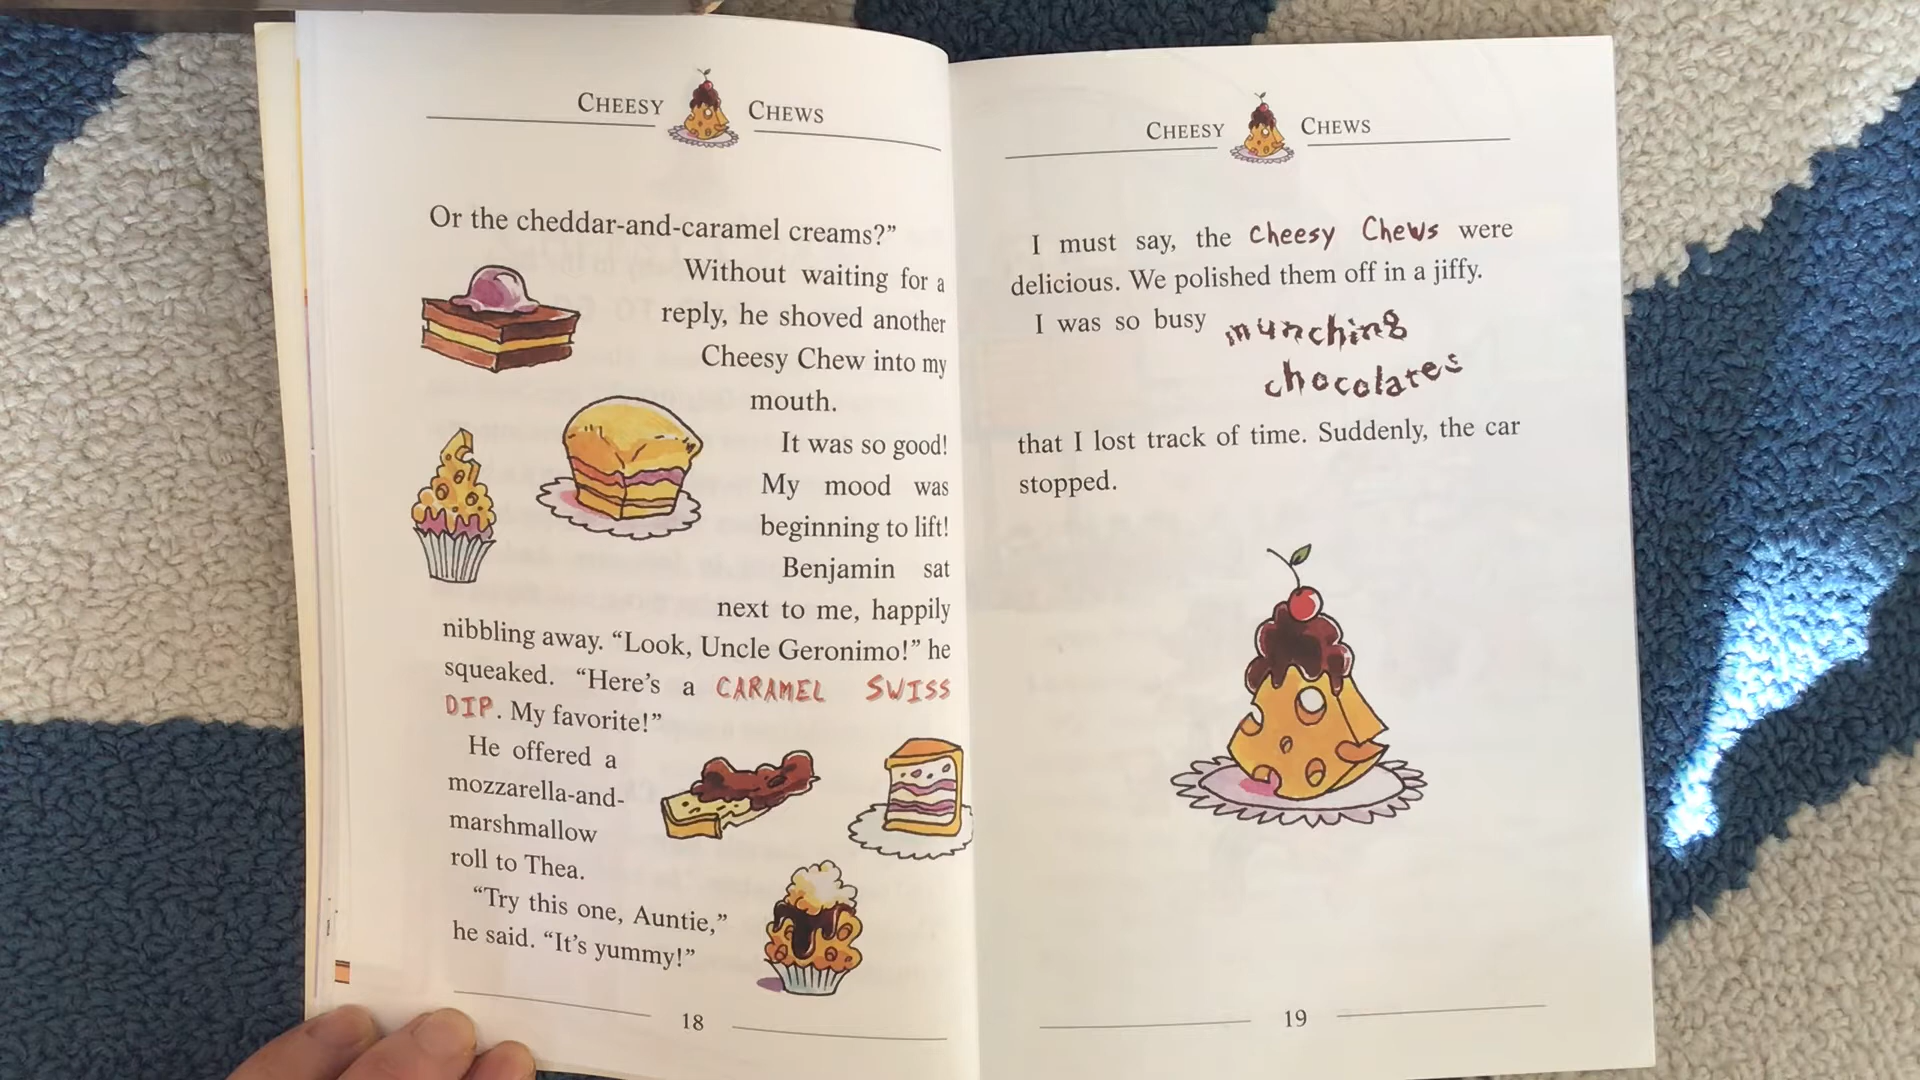 CHEESY CHEWS
Or the cheddar-and-caramel creams?”
Without waiting for a
reply, he shoved another
Cheesy Chew into my
mouth.
It was so good!
My mood was
beginning to lift!
Benjamin sat
next to me, happily
nibbling away. “Look, Uncle Geronimo!” he
squeaked. “Here’s a CARAMEL SWISS
DIP. My favorite!”
He offered a
mozzarella-and-
marshmallow
roll to Thea.
“Try this one, Auntie,”
he said. “It’s yummy!”
18
CHEESY CHEWS
I must say, the Cheesy Chews were
delicious. We polished them off in a jiffy.
I was so busy munching
chocolates
that I lost track of time. Suddenly, the car
stopped.
19